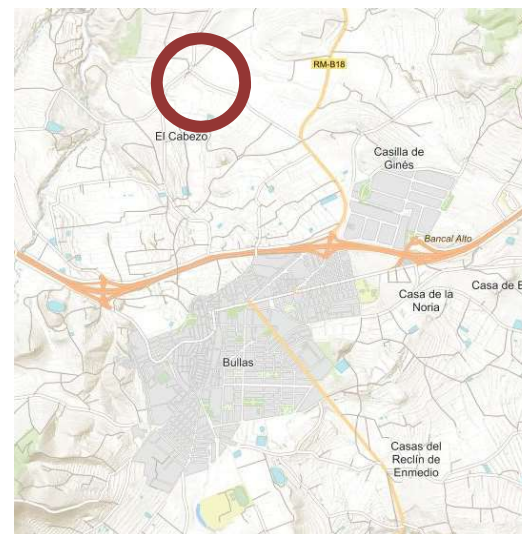 RM-B18
El Cabezo
Casilla de
Ginés
Bancal Alto
Casa de la
Noria
Casa de E
Bullas
Casas del
Reclín de
Enmedio